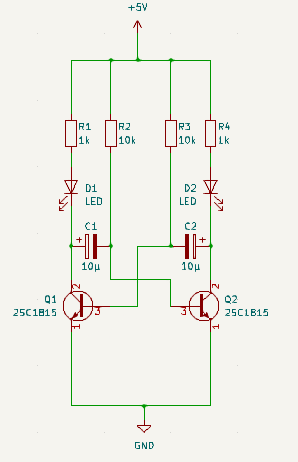 +5V
R1
1k
R2
10k
R3
10k
R4
1k
D1
LED
D2
LED
C1
+
10µ
C2
+
10µ
Q1
2SC1815
2
3
1
Q2
2SC1815
2
3
1
GND